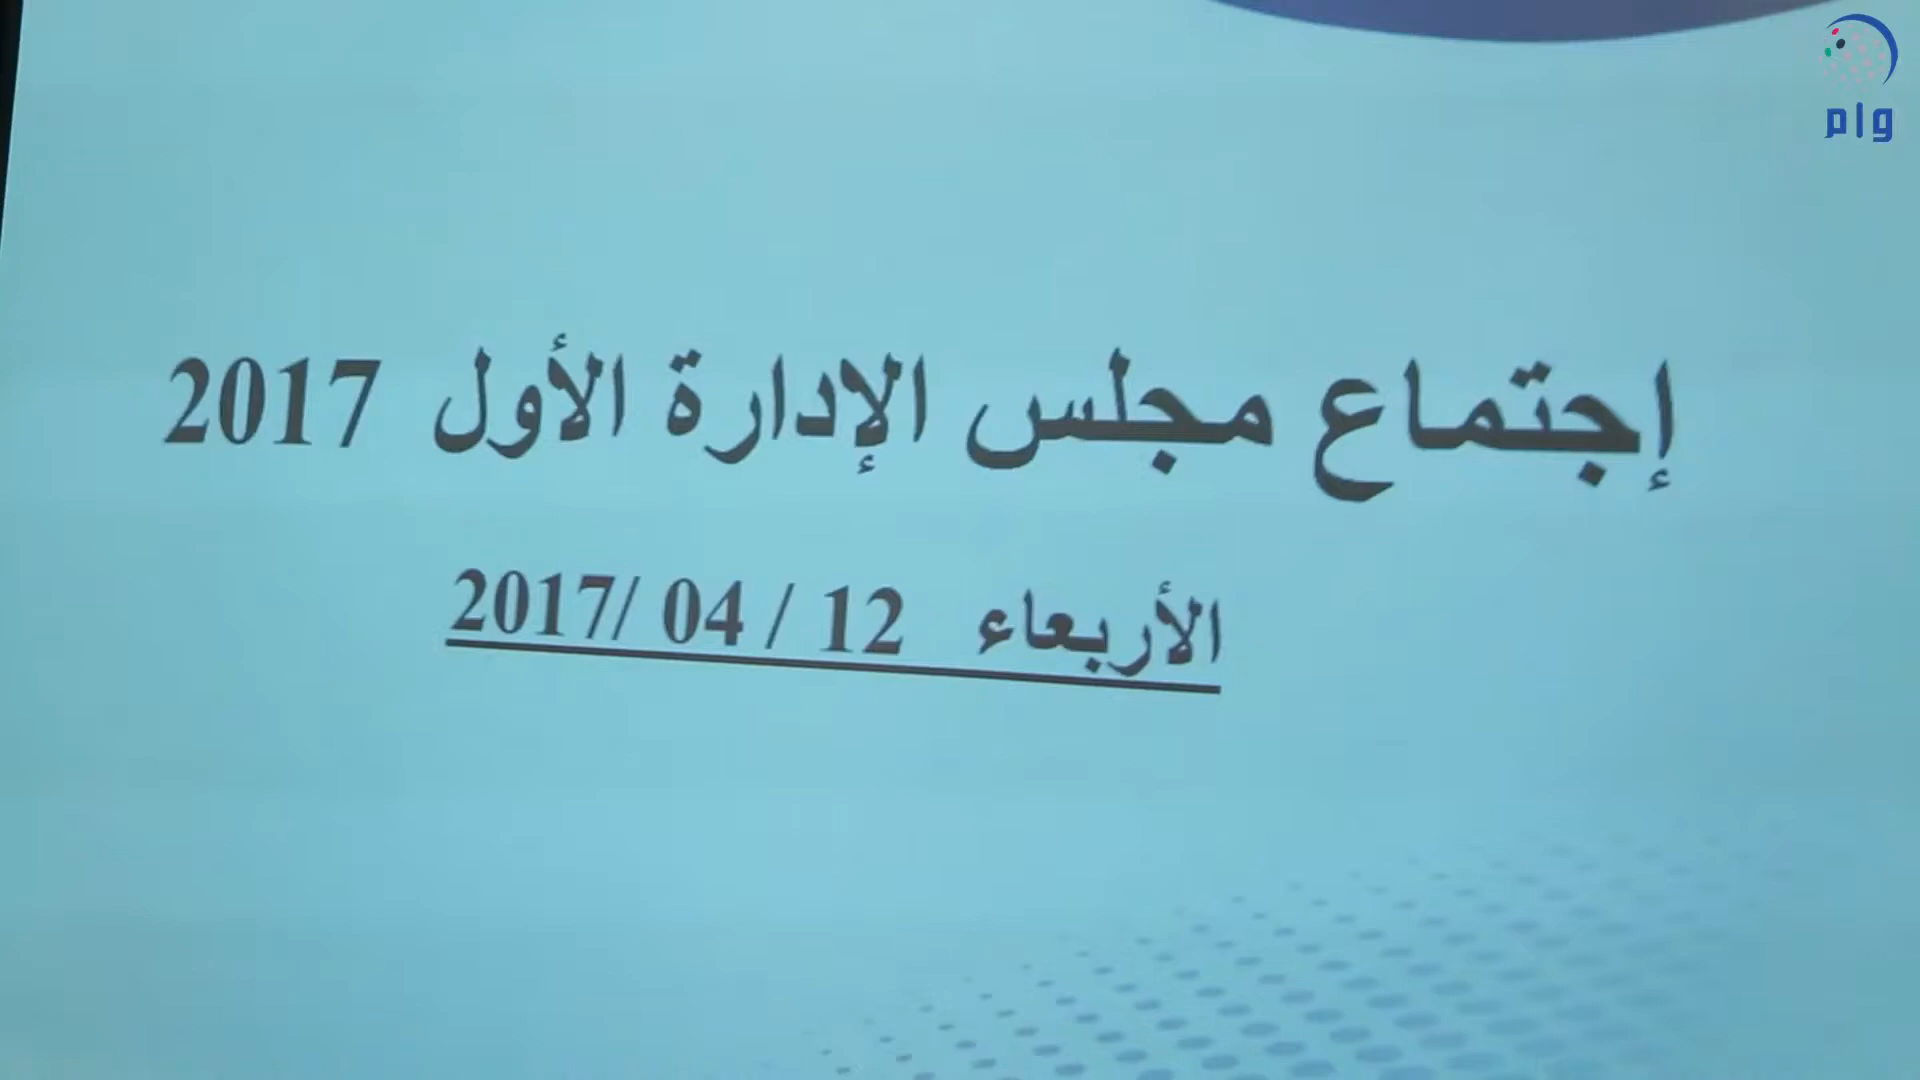 وام
إجتماع مجلس الإدارة الأول 2017
الأربعاء 12 / 04 /2017